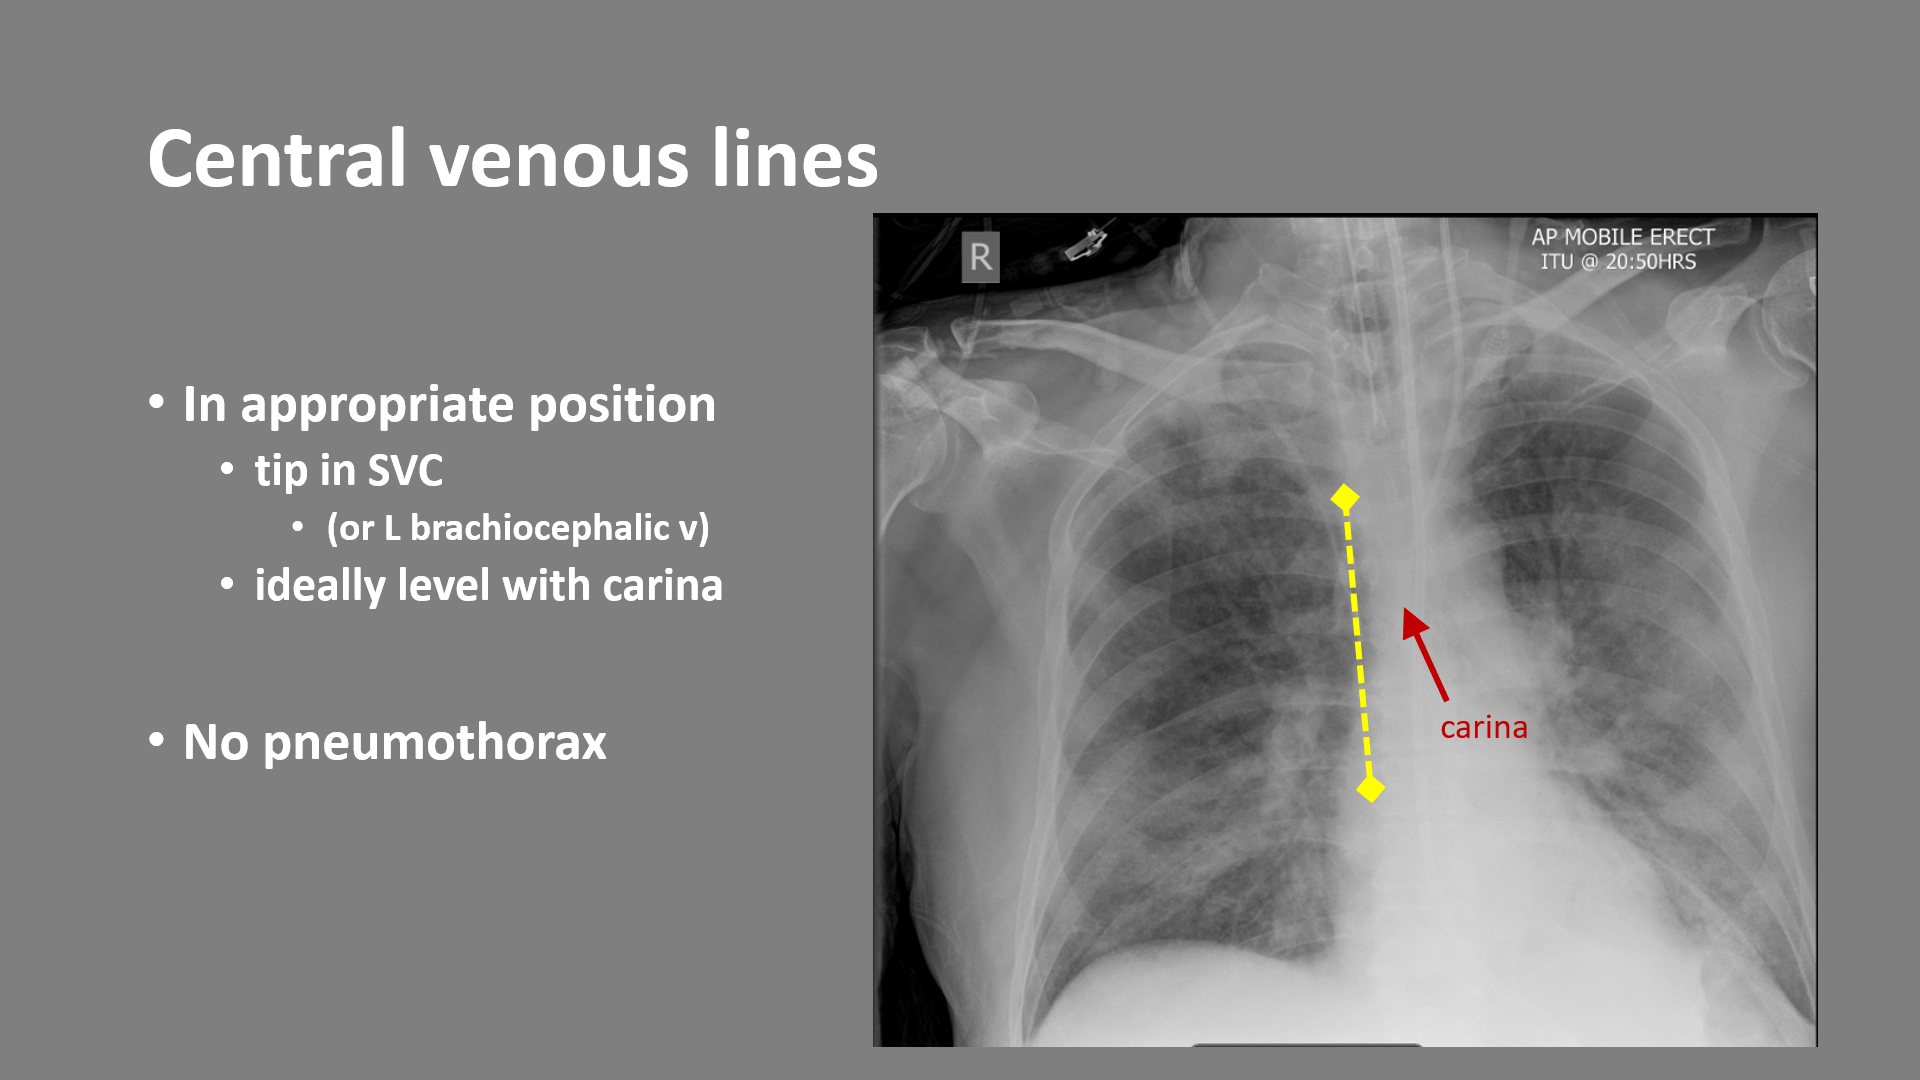 Central venous lines
• In appropriate position
• tip in SVC
• (or L brachiocephalic v)
• ideally level with carina
• No pneumothorax
R
AP MOBILE ERECT
ITU @ 20:50HRS
carina